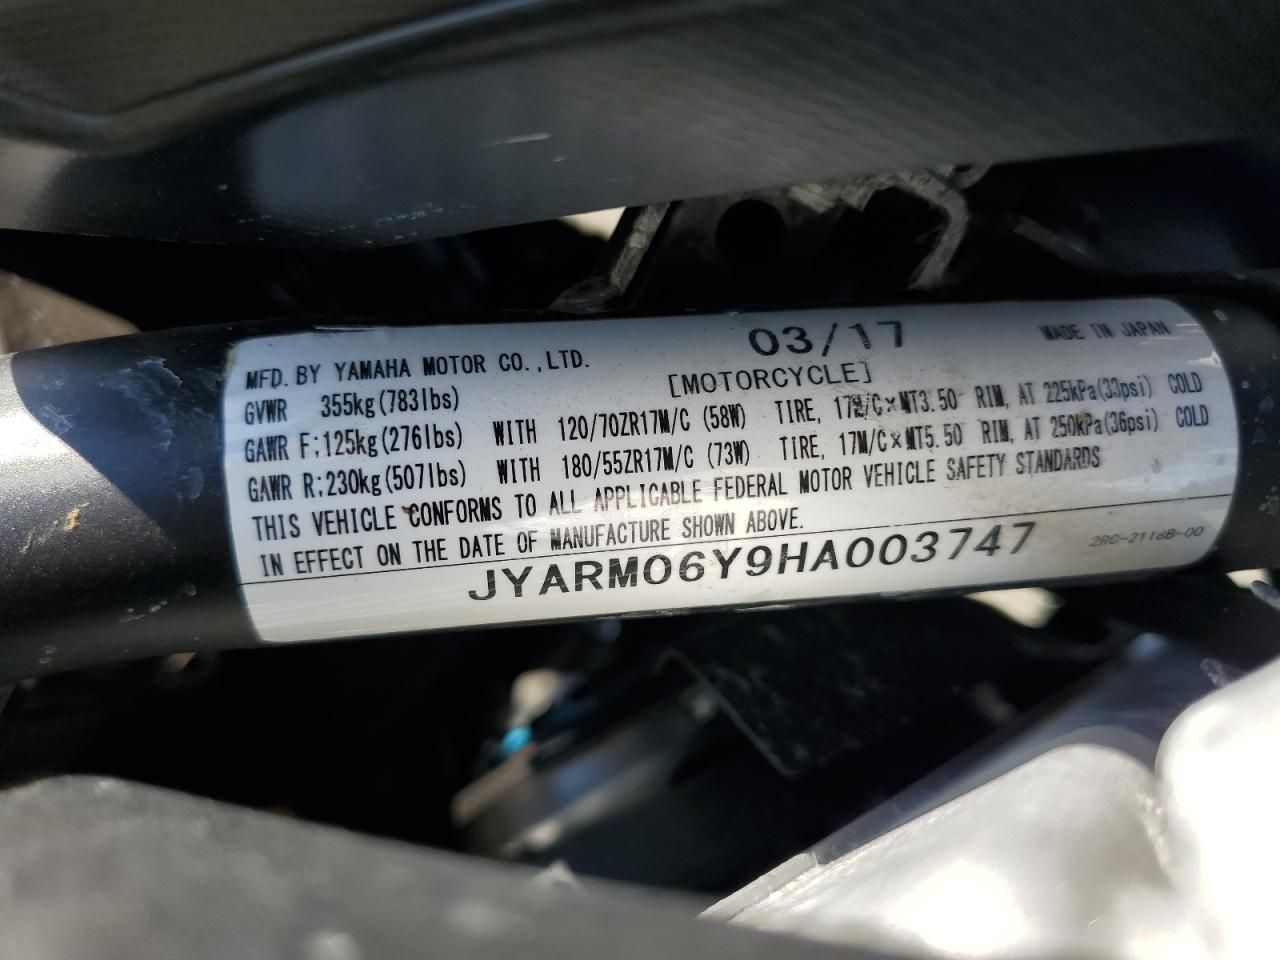 MFD. BY YAMAHA MOTOR CO.,LTD. 03/17 MADE IN JAPAN
GVWR 355kg(783lbs) [MOTORCYCLE]
GAWR F:125kg(276lbs) WITH 120/70ZR17M/C (58W) TIRE, 17M/C×MT3.50 RIM, AT 225kPa(33psi) COLD
GAWR R:230kg(507lbs) WITH 180/55ZR17M/C (73W) TIRE, 17M/C×MT5.50 RIM, AT 250kPa(36psi) COLD
THIS VEHICLE CONFORMS TO ALL APPLICABLE FEDERAL MOTOR VEHICLE SAFETY STANDARDS
IN EFFECT ON THE DATE OF MANUFACTURE SHOWN ABOVE.
JYARM06Y9HA003747